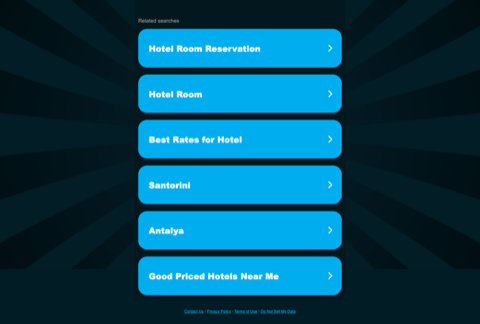 Related searches
Hotel Room Reservation
Hotel Room
Best Rates for Hotel
Santorini
Antalya
Good Priced Hotels Near Me
Contact Us - Privacy Policy - Terms of Use - Do Not Sell My Data